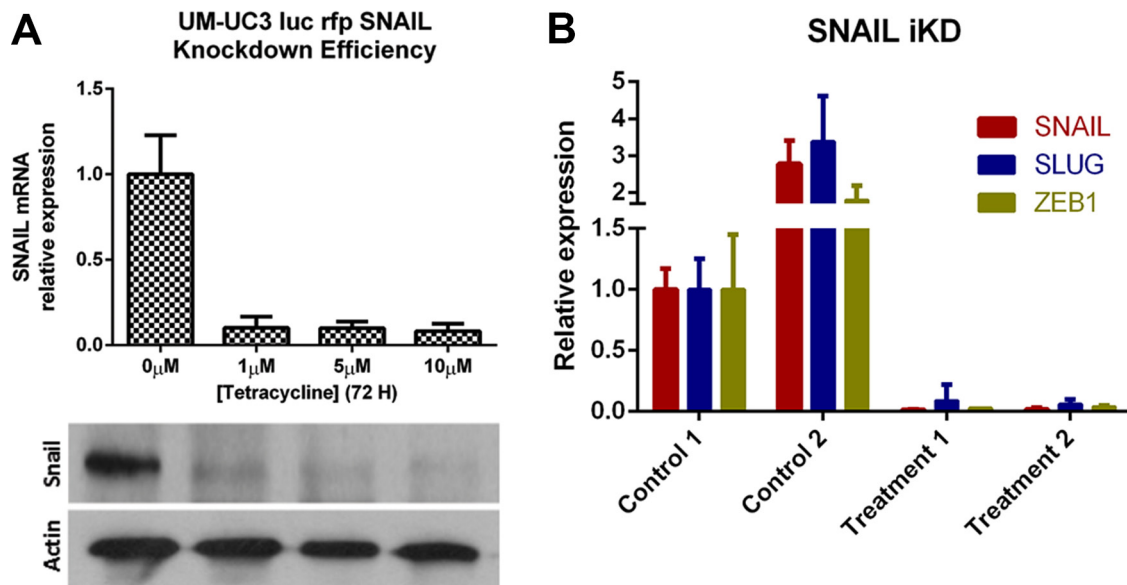 A
UM-UC3 luc rfp SNAIL
Knockdown Efficiency
SNAIL mRNA
relative expression
1.5
1.0
0.5
0.0
0μM
1μM
5μM
10μM
[Tetracycline] (72 H)
Snail
Actin
B
SNAIL iKD
Relative expression
5
4
3
2
1.5
1.0
0.5
0.0
SNAIL
SLUG
ZEB1
Control 1
Control 2
Treatment 1
Treatment 2